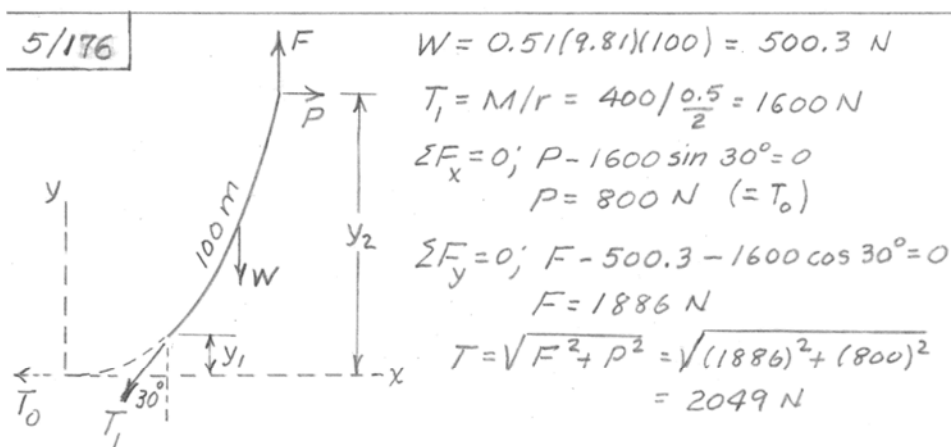 5/176
F
P
y
100 m
y₂
W
y₁
x
T₀
30°
T₁
W = 0.51(9.81)(100) = 500.3 N
T₁ = M/r = 400/(0.5/2) = 1600 N
ΣFₓ = 0; P - 1600 sin 30° = 0
P = 800 N (= T₀)
ΣF_y = 0; F - 500.3 - 1600 cos 30° = 0
F = 1886 N
T = √(F² + P²) = √((1886)² + (800)²)
= 2049 N